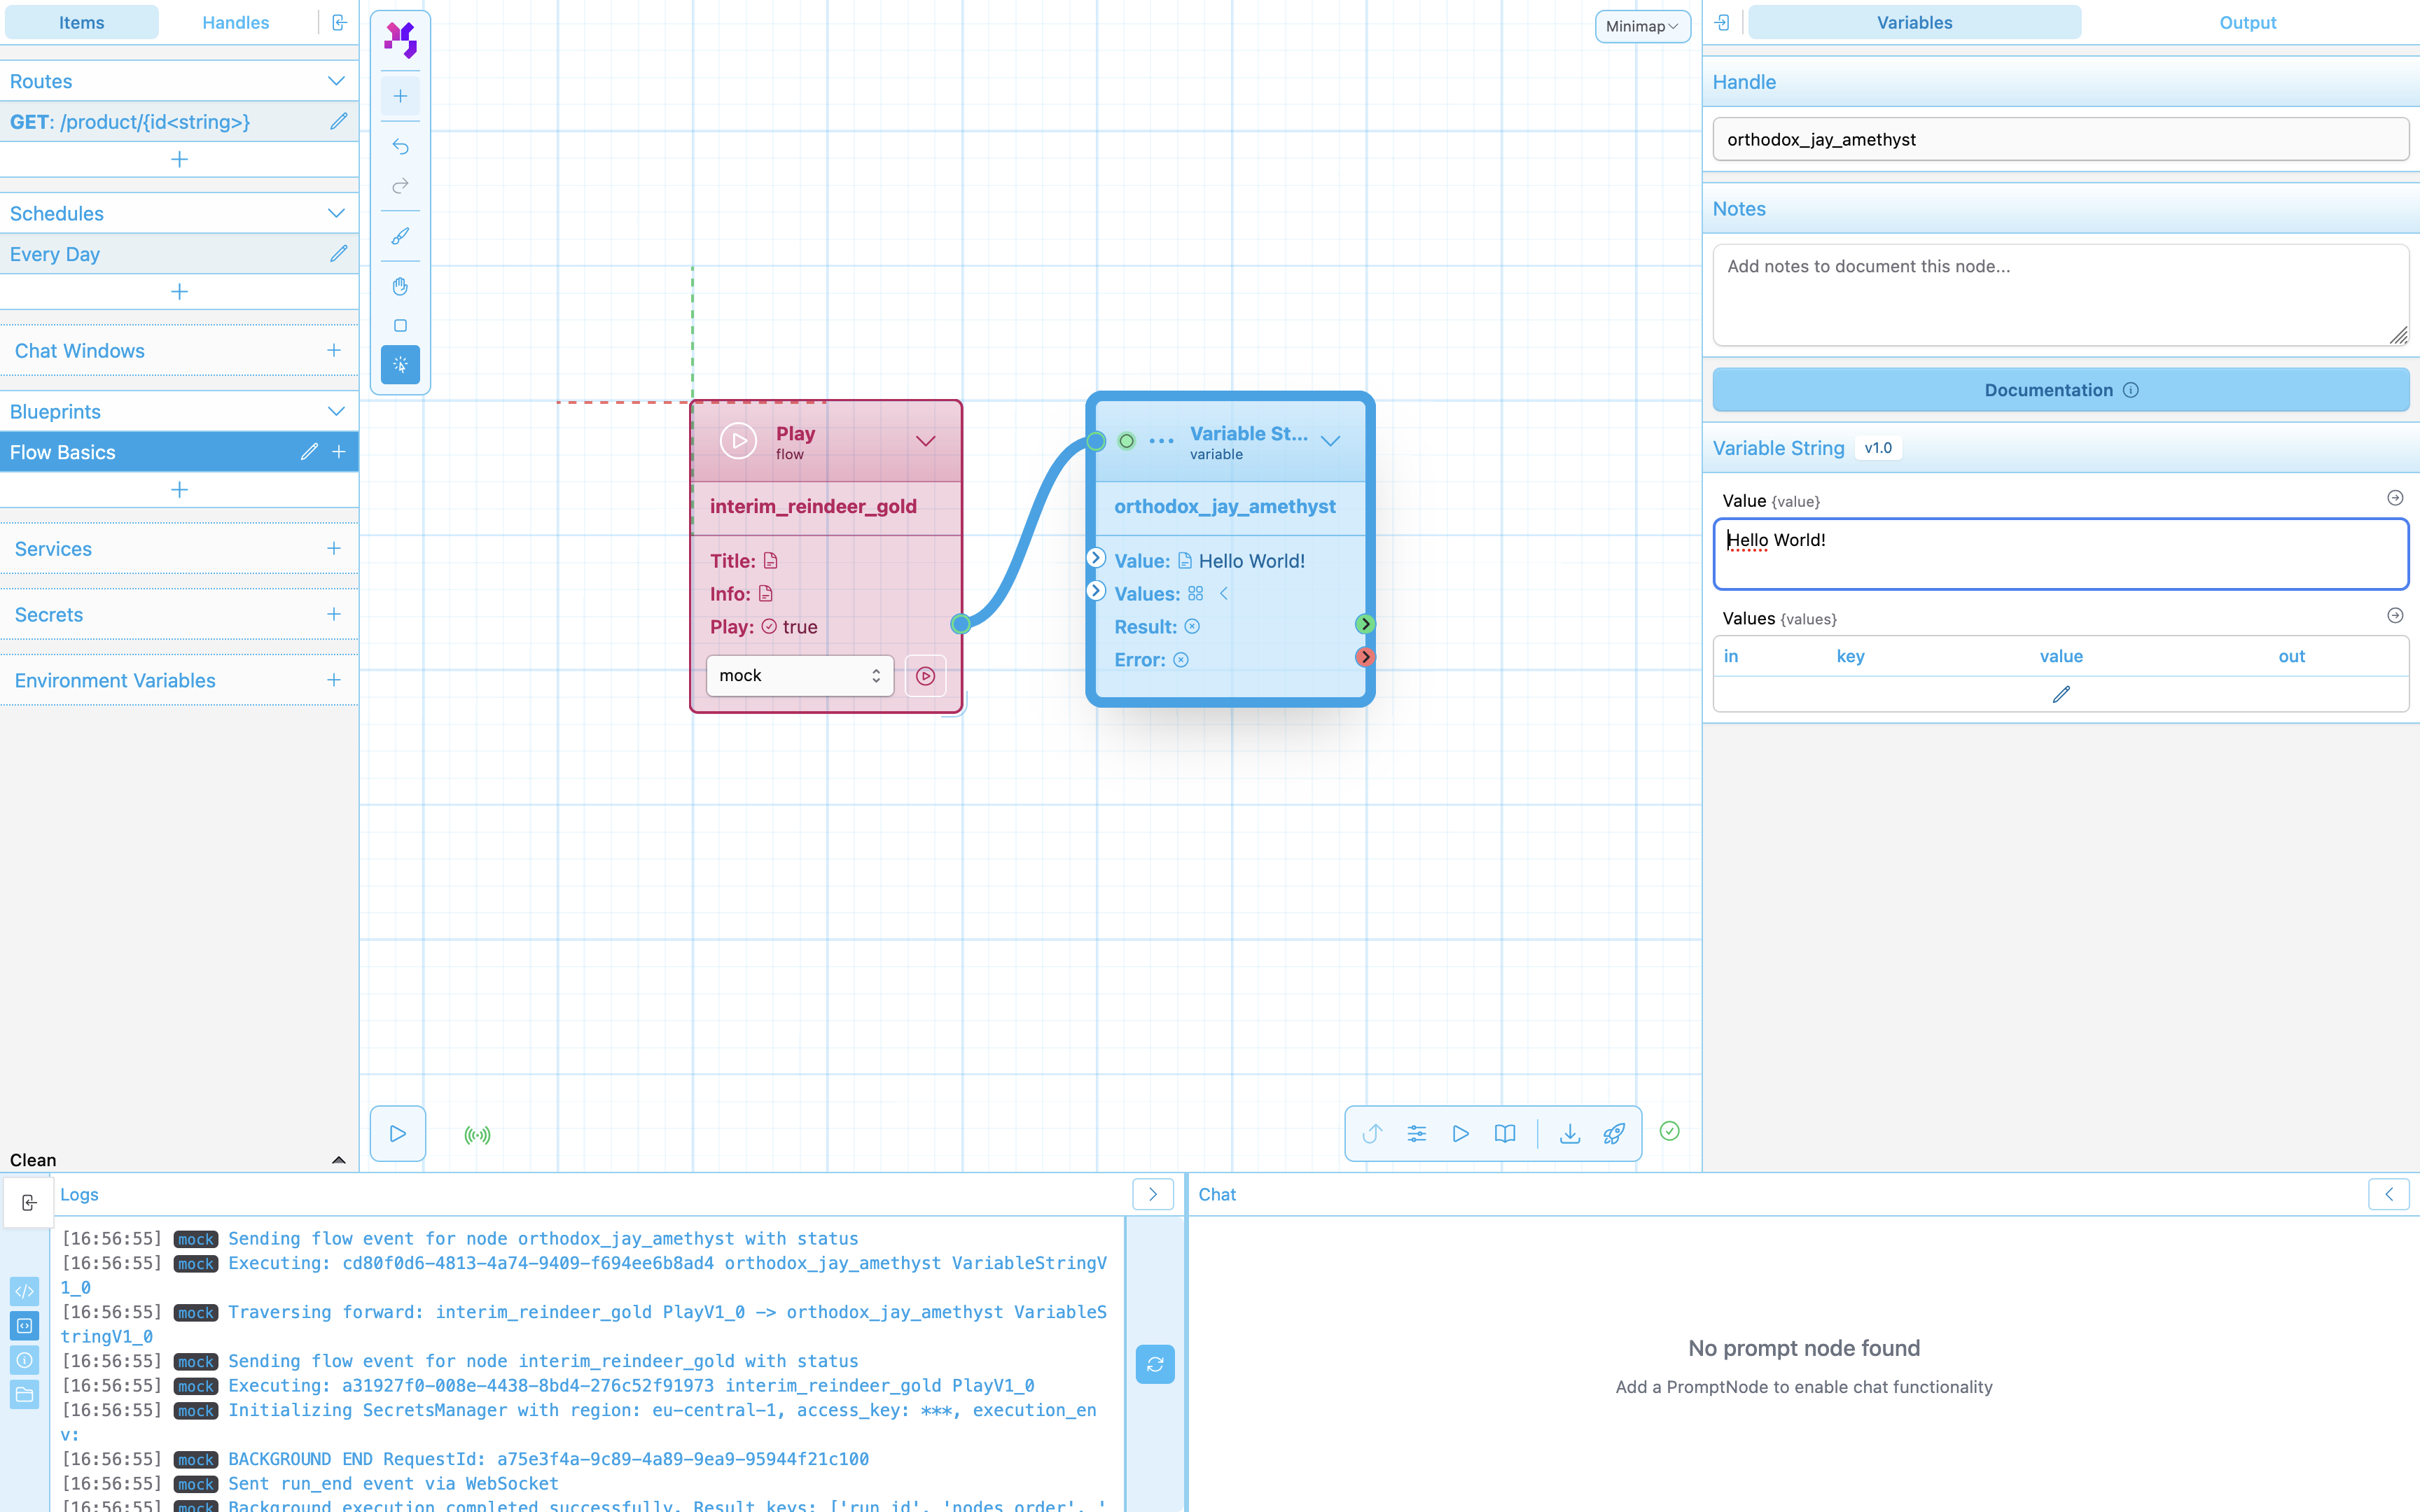 Items
Handles
Routes
GET: /product/{id<string>}
Schedules
Every Day
Chat Windows
Blueprints
Flow Basics
Services
Secrets
Environment Variables
Clean
Minimap
Play
flow
interim_reindeer_gold
Title:
Info:
Play: true
mock
Variable St...
variable
orthodox_jay_amethyst
Value: Hello World!
Values:
Result:
Error:
Variables
Output
Handle
orthodox_jay_amethyst
Notes
Add notes to document this node...
Documentation
Variable String v1.0
Value {value}
Hello World!
Values {values}
in key value out
Logs
[16:56:55] mock Sending flow event for node orthodox_jay_amethyst with status
[16:56:55] mock Executing: cd80f0d6-4813-4a74-9409-f694ee6b8ad4 orthodox_jay_amethyst VariableStringV
1_0
[16:56:55] mock Traversing forward: interim_reindeer_gold PlayV1_0 -> orthodox_jay_amethyst VariableS
tringV1_0
[16:56:55] mock Sending flow event for node interim_reindeer_gold with status
[16:56:55] mock Executing: a31927f0-008e-4438-8bd4-276c52f91973 interim_reindeer_gold PlayV1_0
[16:56:55] mock Initializing SecretsManager with region: eu-central-1, access_key: ***, execution_en
v:
[16:56:55] mock BACKGROUND END RequestId: a75e3f4a-9c89-4a89-9ea9-95944f21c100
[16:56:55] mock Sent run_end event via WebSocket
[16:56:55] mock Background execution completed successfully. Result keys: ['run_id', 'nodes_order', '
Chat
No prompt node found
Add a PromptNode to enable chat functionality